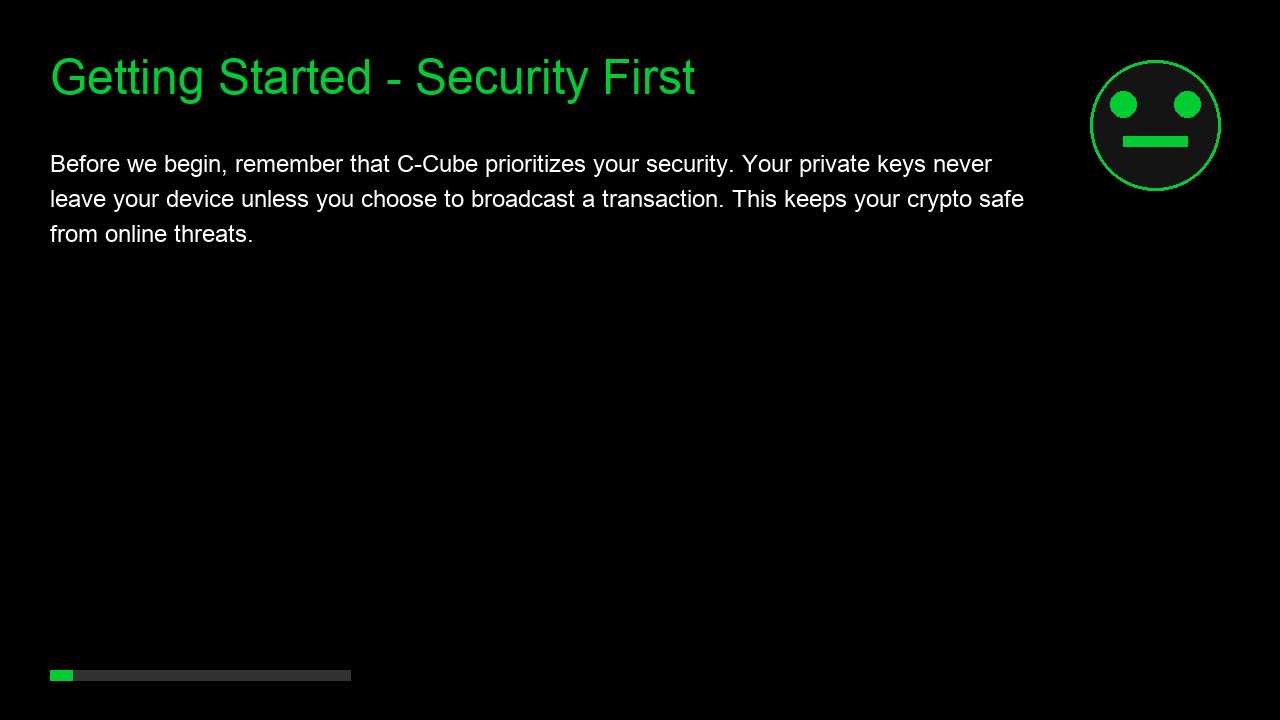 Getting Started - Security First
Before we begin, remember that C-Cube prioritizes your security. Your private keys never
leave your device unless you choose to broadcast a transaction. This keeps your crypto safe
from online threats.